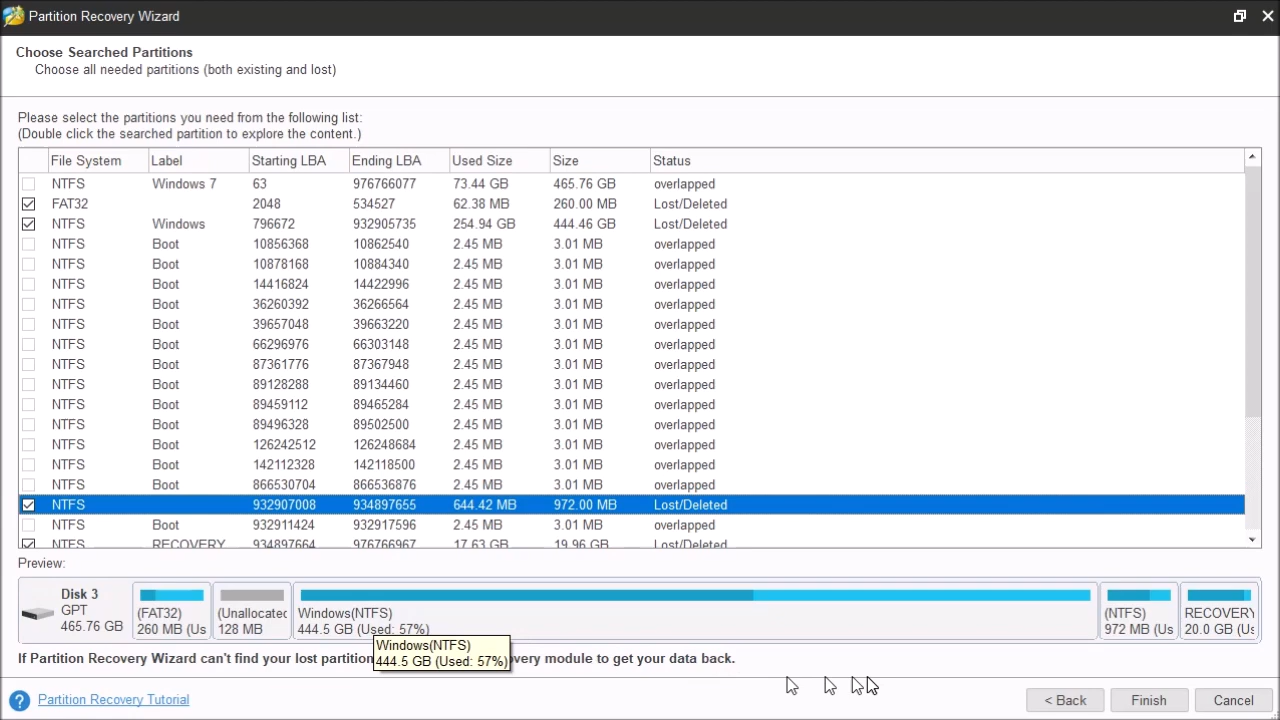 Partition Recovery Wizard
Choose Searched Partitions
Choose all needed partitions (both existing and lost)
Please select the partitions you need from the following list:
(Double click the searched partition to explore the content.)
File System Label Starting LBA Ending LBA Used Size Size Status
NTFS Windows 7 63 976766077 73.44 GB 465.76 GB overlapped
FAT32 2048 534527 62.38 MB 260.00 MB Lost/Deleted
NTFS Windows 796672 932905735 254.94 GB 444.46 GB Lost/Deleted
NTFS Boot 10856368 10862540 2.45 MB 3.01 MB overlapped
NTFS Boot 10878168 10884340 2.45 MB 3.01 MB overlapped
NTFS Boot 14416824 14422996 2.45 MB 3.01 MB overlapped
NTFS Boot 36260392 36266564 2.45 MB 3.01 MB overlapped
NTFS Boot 39657048 39663220 2.45 MB 3.01 MB overlapped
NTFS Boot 66296976 66303148 2.45 MB 3.01 MB overlapped
NTFS Boot 87361776 87367948 2.45 MB 3.01 MB overlapped
NTFS Boot 89128288 89134460 2.45 MB 3.01 MB overlapped
NTFS Boot 89459112 89465284 2.45 MB 3.01 MB overlapped
NTFS Boot 89496328 89502500 2.45 MB 3.01 MB overlapped
NTFS Boot 126242512 126248684 2.45 MB 3.01 MB overlapped
NTFS Boot 142112328 142118500 2.45 MB 3.01 MB overlapped
NTFS Boot 866530704 866536876 2.45 MB 3.01 MB overlapped
NTFS 932907008 934897655 644.42 MB 972.00 MB Lost/Deleted
NTFS Boot 932911424 932917596 2.45 MB 3.01 MB overlapped
NTFS RECOVERY 934897664 976766967 17.63 GB 19.96 GB Lost/Deleted
Preview:
Disk 3
GPT
465.76 GB
(FAT32)
260 MB (Us
(Unallocated
128 MB
Windows(NTFS)
444.5 GB (Used: 57%)
(NTFS)
972 MB (Us
RECOVERY
20.0 GB (Us
Windows(NTFS)
444.5 GB (Used: 57%)
If Partition Recovery Wizard can't find your lost partition overy module to get your data back.
? Partition Recovery Tutorial
< Back Finish Cancel